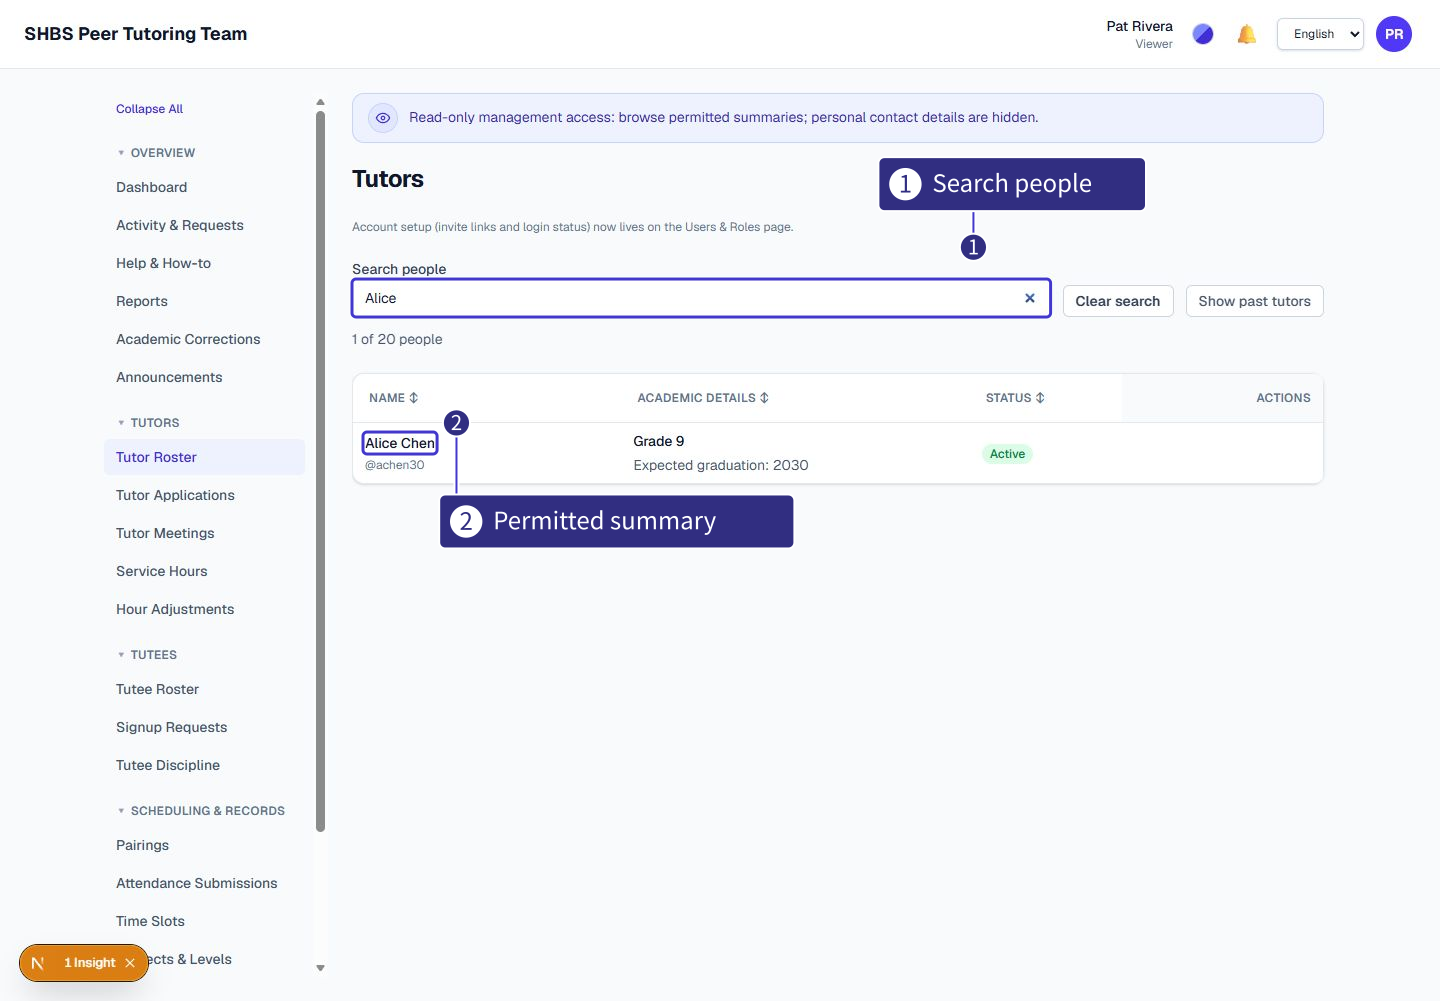 SHBS Peer Tutoring Team
Pat Rivera
Viewer
English
PR
Collapse All
OVERVIEW
Dashboard
Activity & Requests
Help & How-to
Reports
Academic Corrections
Announcements
TUTORS
Tutor Roster
Tutor Applications
Tutor Meetings
Service Hours
Hour Adjustments
TUTEES
Tutee Roster
Signup Requests
Tutee Discipline
SCHEDULING & RECORDS
Pairings
Attendance Submissions
Time Slots
ects & Levels
N 1 Insight
Read-only management access: browse permitted summaries; personal contact details are hidden.
Tutors
1 Search people
1
Account setup (invite links and login status) now lives on the Users & Roles page.
Search people
Alice
Clear search
Show past tutors
1 of 20 people
NAME ACADEMIC DETAILS STATUS ACTIONS
2
Alice Chen
@achen30
Grade 9
Expected graduation: 2030
Active
2 Permitted summary